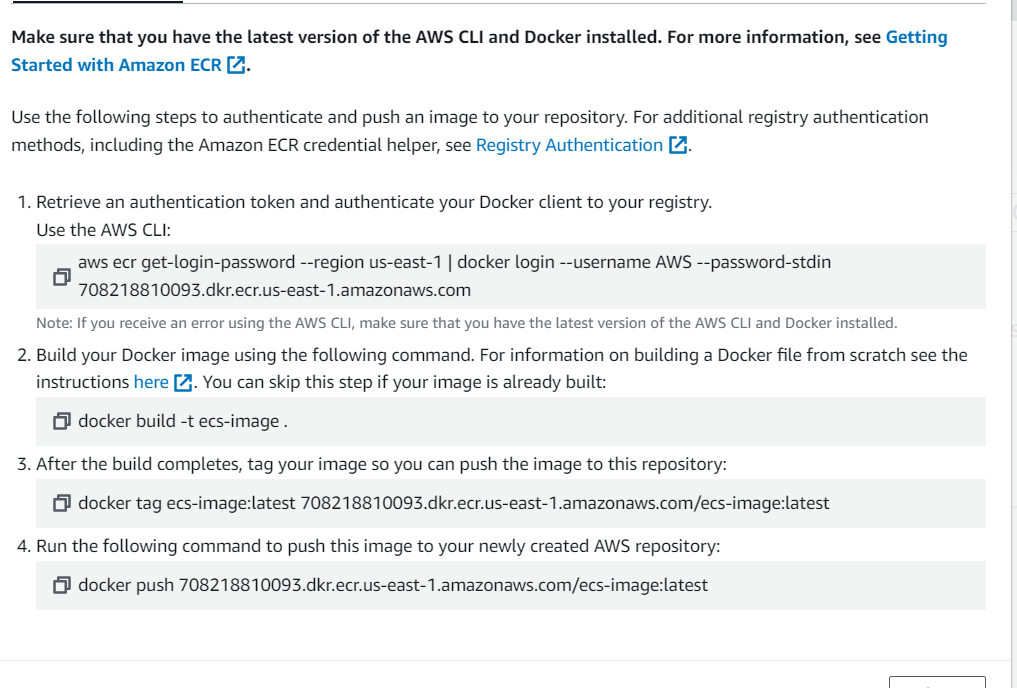 Make sure that you have the latest version of the AWS CLI and Docker installed. For more information, see Getting
Started with Amazon ECR.
Use the following steps to authenticate and push an image to your repository. For additional registry authentication
methods, including the Amazon ECR credential helper, see Registry Authentication.
1. Retrieve an authentication token and authenticate your Docker client to your registry.
Use the AWS CLI:
aws ecr get-login-password --region us-east-1 | docker login --username AWS --password-stdin
708218810093.dkr.ecr.us-east-1.amazonaws.com
Note: If you receive an error using the AWS CLI, make sure that you have the latest version of the AWS CLI and Docker installed.
2. Build your Docker image using the following command. For information on building a Docker file from scratch see the
instructions here. You can skip this step if your image is already built:
docker build -t ecs-image .
3. After the build completes, tag your image so you can push the image to this repository:
docker tag ecs-image:latest 708218810093.dkr.ecr.us-east-1.amazonaws.com/ecs-image:latest
4. Run the following command to push this image to your newly created AWS repository:
docker push 708218810093.dkr.ecr.us-east-1.amazonaws.com/ecs-image:latest